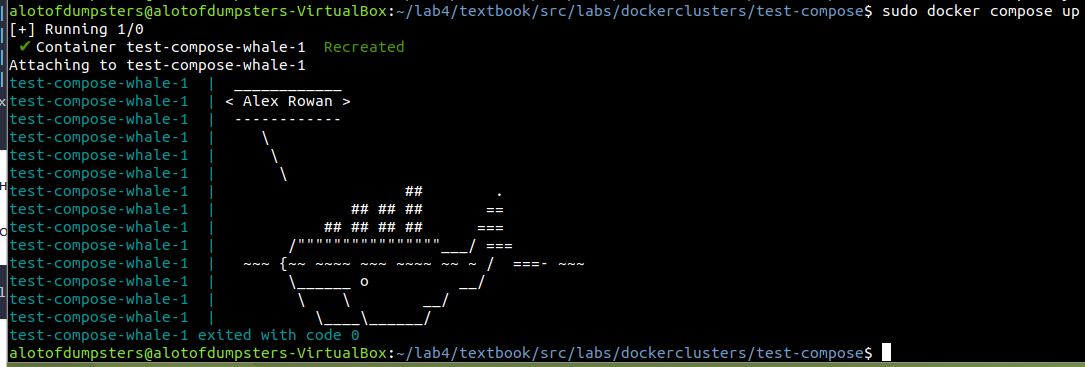 alotofdumpsters@alotofdumpsters-VirtualBox:~/lab4/textbook/src/labs/dockerclusters/test-compose$ sudo docker compose up
[+] Running 1/0
 ✔ Container test-compose-whale-1  Recreated
Attaching to test-compose-whale-1
test-compose-whale-1  |  ____________
test-compose-whale-1  | < Alex Rowan >
test-compose-whale-1  |  ------------
test-compose-whale-1  |     \
test-compose-whale-1  |      \
test-compose-whale-1  |       \
test-compose-whale-1  |                     ##        .
test-compose-whale-1  |               ## ## ##       ==
test-compose-whale-1  |            ## ## ## ##      ===
test-compose-whale-1  |        /""""""""""""""""___/ ===
test-compose-whale-1  |   ~~~ {~~ ~~~~ ~~~ ~~~~ ~~ ~ /  ===- ~~~
test-compose-whale-1  |        \______ o          __/
test-compose-whale-1  |         \    \        __/
test-compose-whale-1  |           \____\______/
test-compose-whale-1 exited with code 0
alotofdumpsters@alotofdumpsters-VirtualBox:~/lab4/textbook/src/labs/dockerclusters/test-compose$